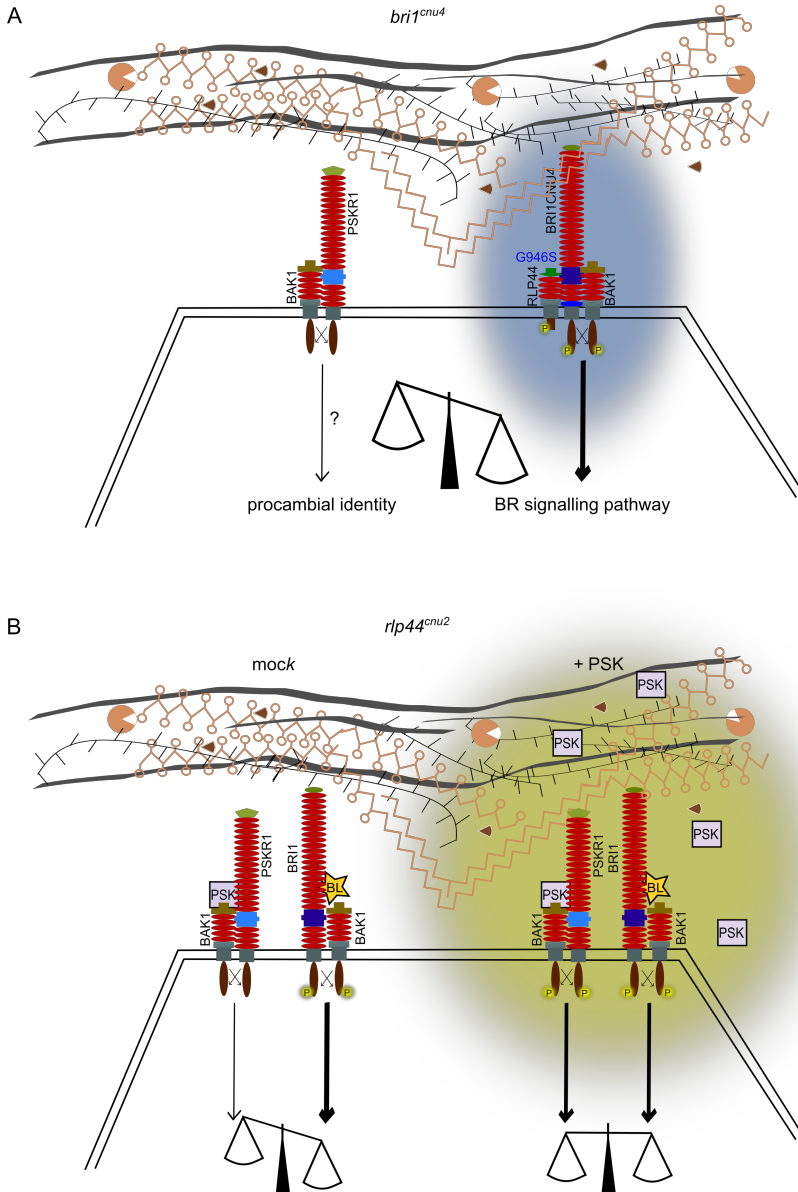 A
bri1cnu4
PSKR1
BAK1
BRI1CNU4
G946S
RLP44
BAK1
P
P
P
?
procambial identity
BR signalling pathway
B
rlp44cnu2
mock
+ PSK
PSK
PSK
PSK
PSK
PSKR1
BRI1
PSK
BL
BAK1
BAK1
P
P
PSKR1
BRI1
PSK
BL
BAK1
BAK1
P
P
P
P